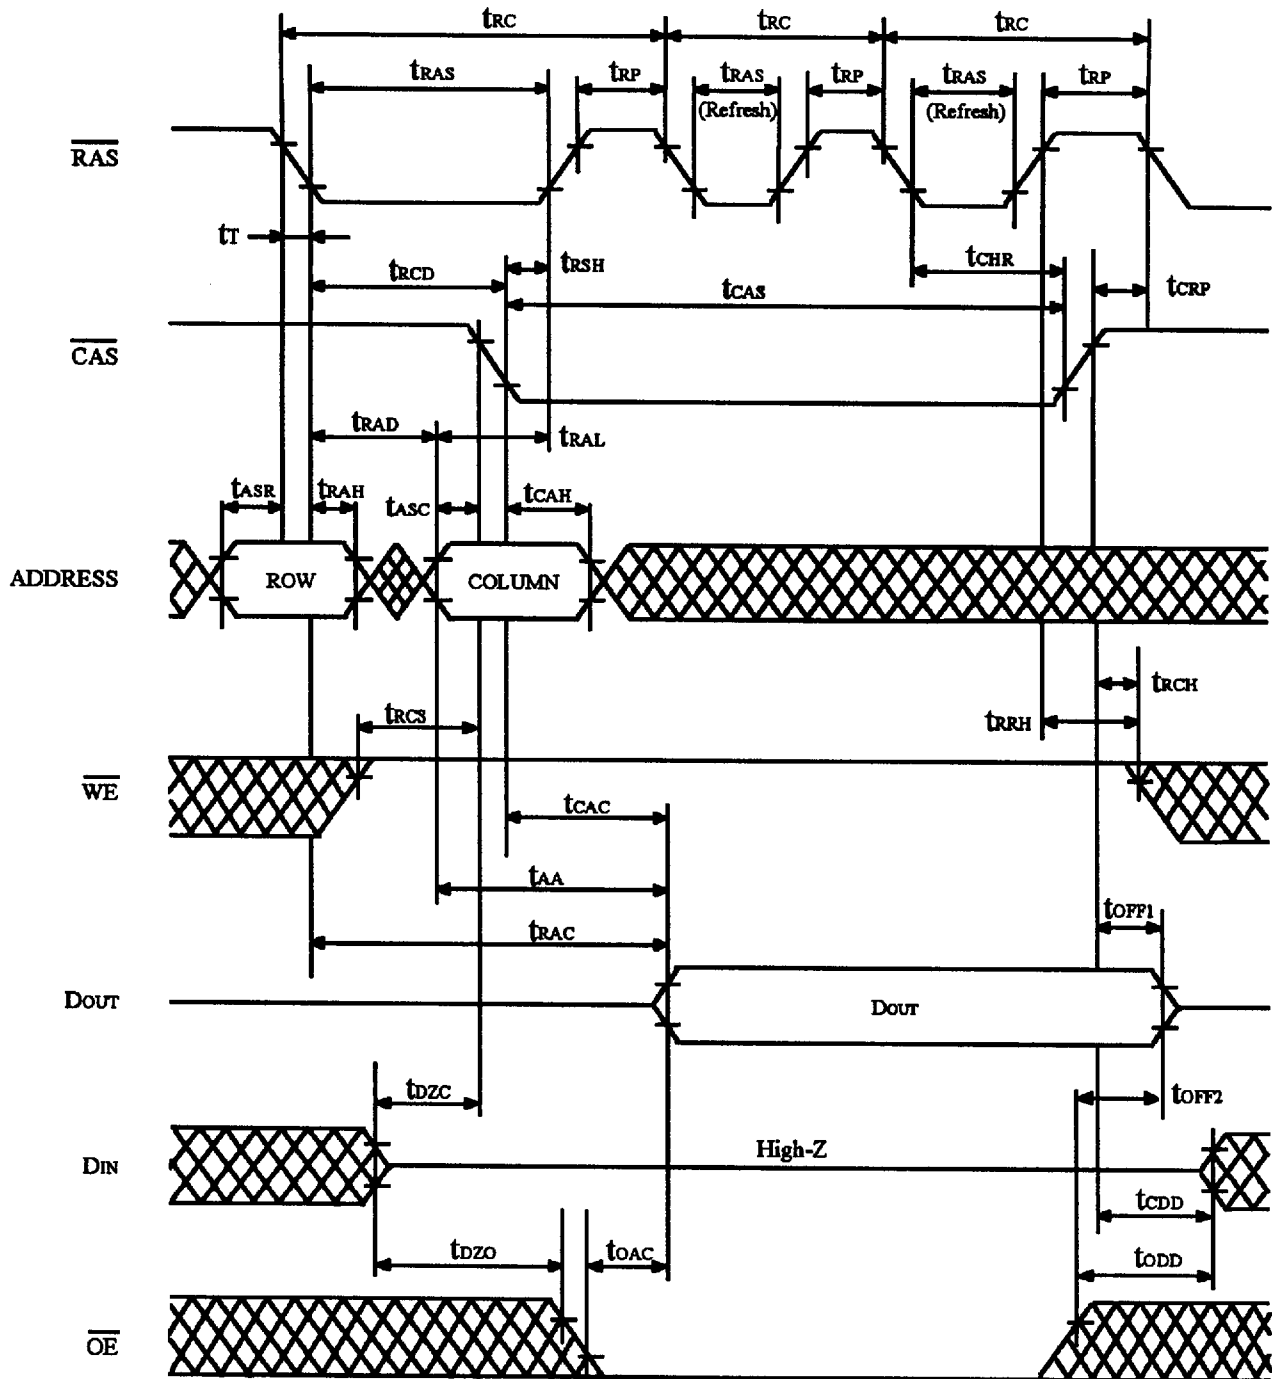 tRC tRC tRC
tRAS tRP tRAS tRP tRAS tRP
(Refresh) (Refresh)
RAS
tT
tRCD tRSH tCHR
tCAS tCRP
CAS
tRAD tRAL
tASR tRAH tASC tCAH
ADDRESS ROW COLUMN
tRCH
tRCS tRRH
WE
tCAC
tAA
tOFF1
tRAC
DOUT DOUT
tDZC tOFF2
High-Z
DIN
tCDD
tDZO tOAC tODD
OE